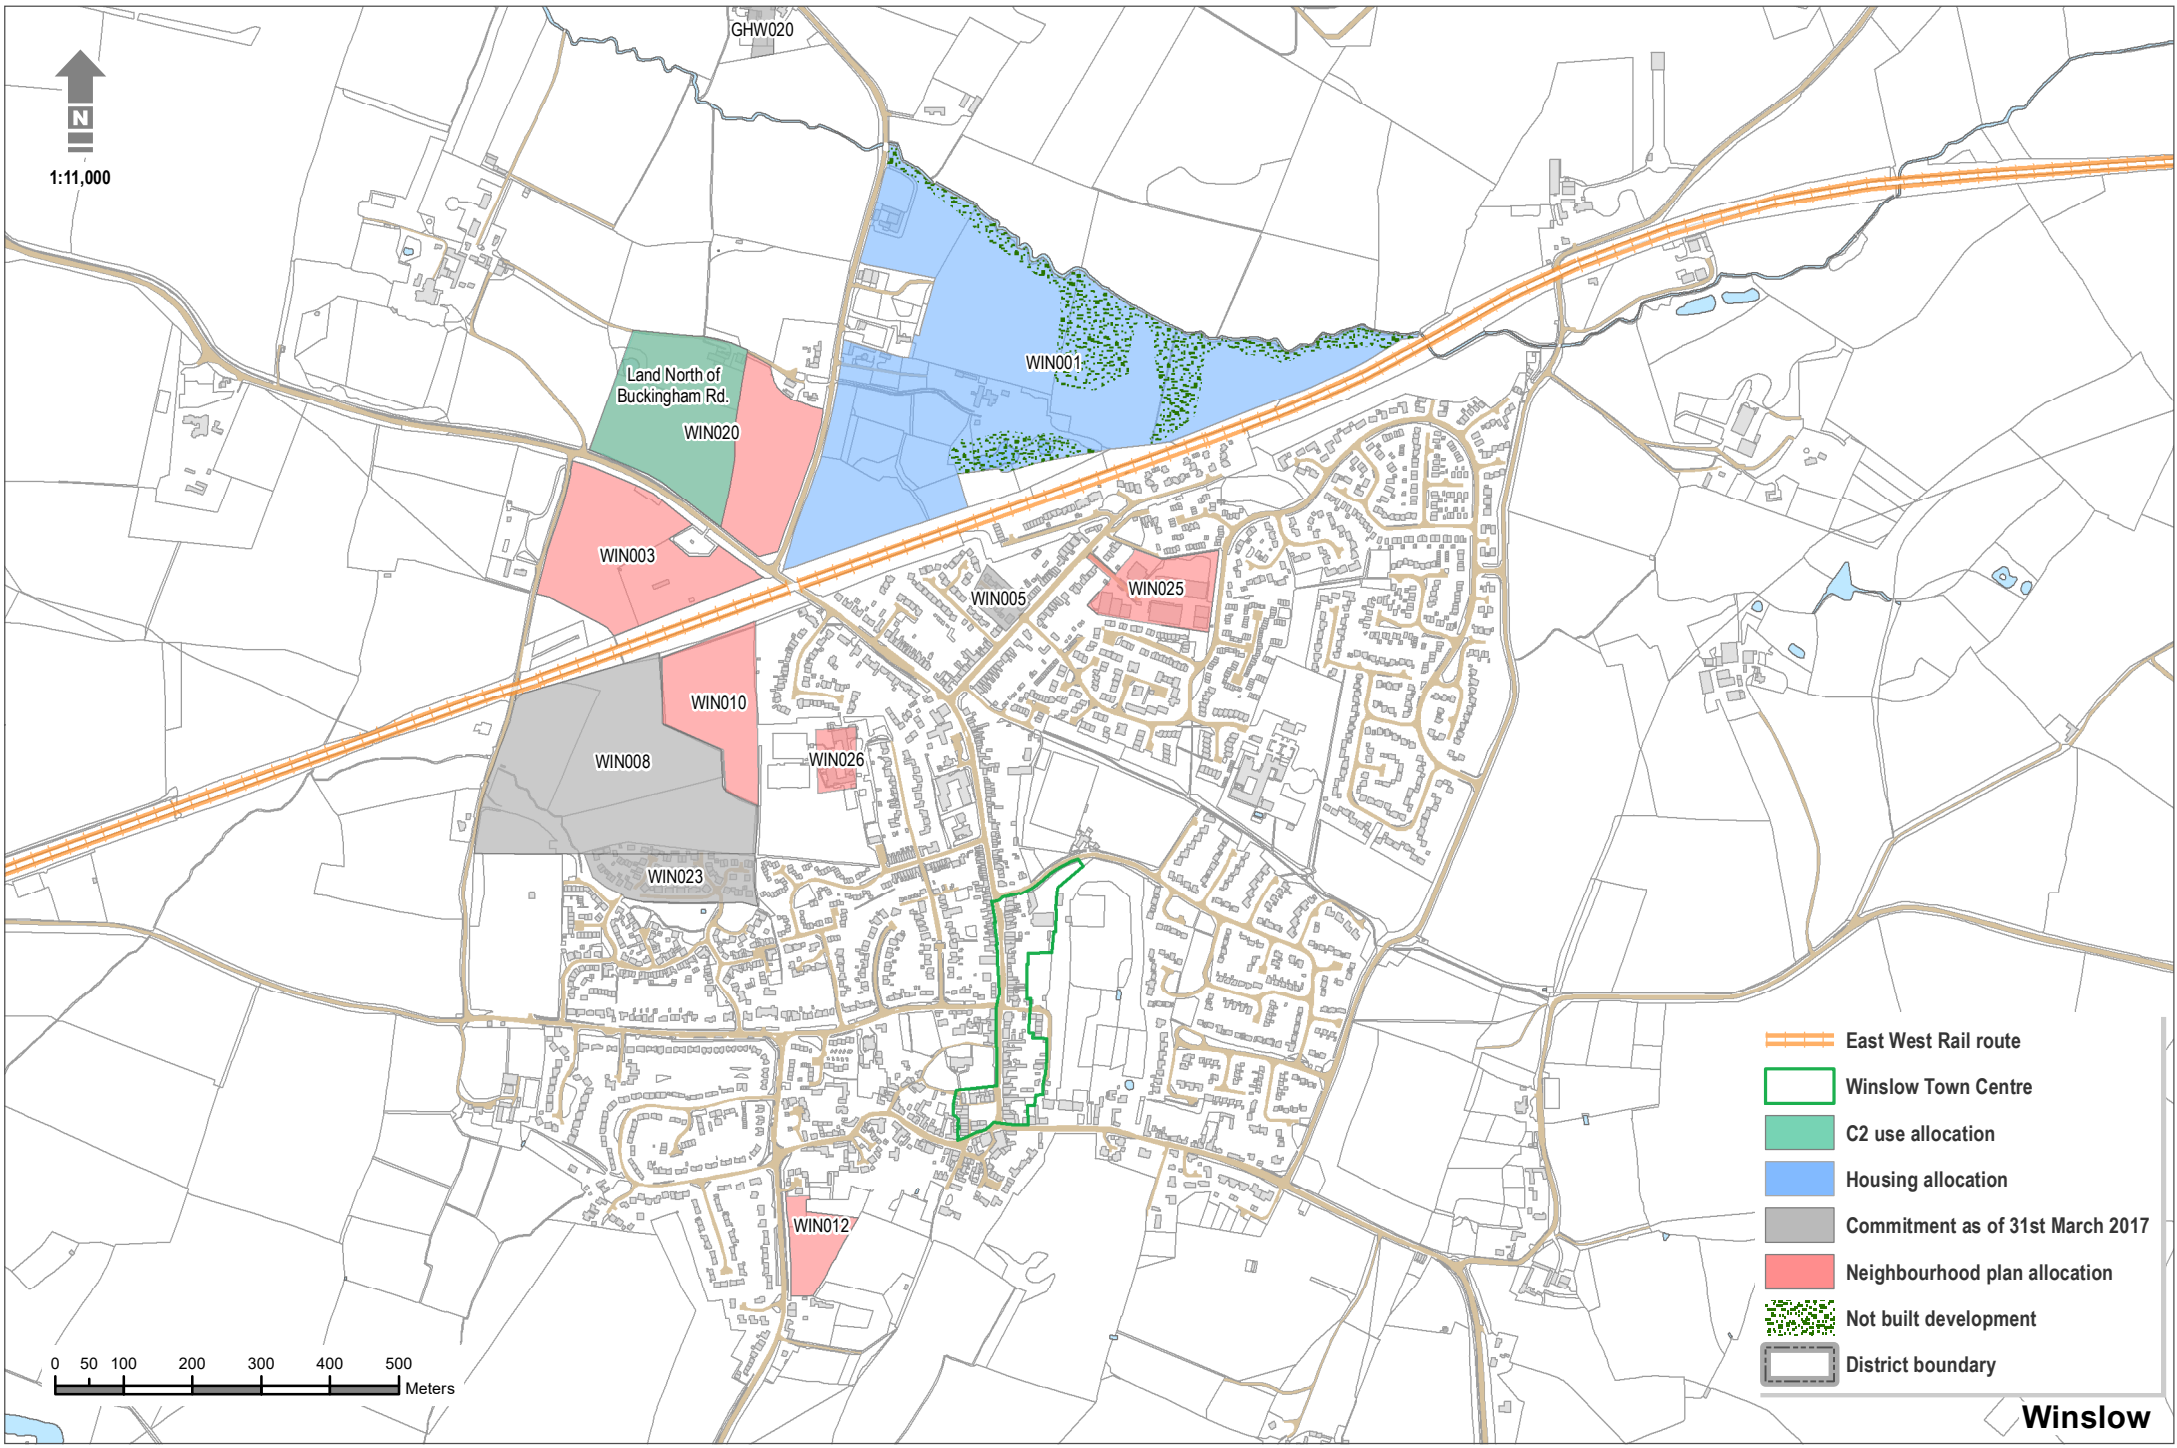 GHW020
N
1:11,000
WIN001
Land North of
Buckingham Rd.
WIN020
WIN003
WIN005
WIN025
WIN010
WIN008
WIN026
WIN023
WIN012
East West Rail route
Winslow Town Centre
C2 use allocation
Housing allocation
Commitment as of 31st March 2017
Neighbourhood plan allocation
Not built development
District boundary
0 50 100 200 300 400 500
Meters
Winslow